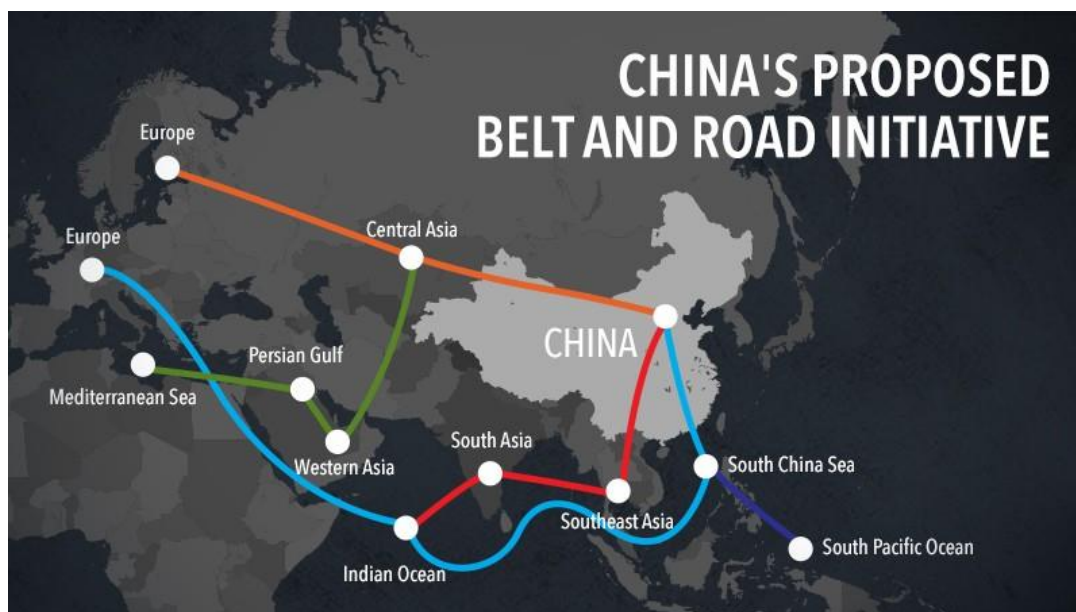 CHINA'S PROPOSED
BELT AND ROAD INITIATIVE
Europe
Central Asia
Europe
CHINA
Persian Gulf
Mediterranean Sea
South Asia
Western Asia
South China Sea
Southeast Asia
South Pacific Ocean
Indian Ocean